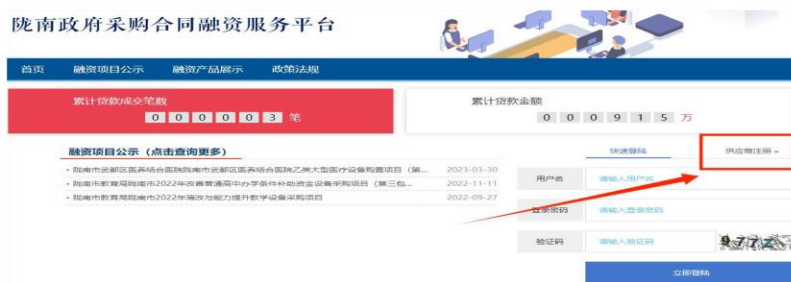 陇南政府采购合同融资服务平台
首页 融资项目公示 融资产品展示 政策法规
累计贷款成交笔数
0 0 0 0 0 3 笔
累计贷款金额
0 0 0 9 1 5 万
融资项目公示（点击查询更多）
· 陇南市武都区医养结合医院陇南市武都区医养结合医院乙类大型医疗设备购置项目（第... 2023-03-30
· 陇南市教育局陇南市2022年改善普通高中办学条件补助资金设备采购项目（第三包... 2022-11-11
· 陇南市教育局陇南市2022年海改与能力提升数学设备采购项目 2022-09-27
快速登陆 供应商注册 »
用户名 请输入用户名
登录密码 请输入登录密码
验证码 请输入验证码 977Z
立即登陆